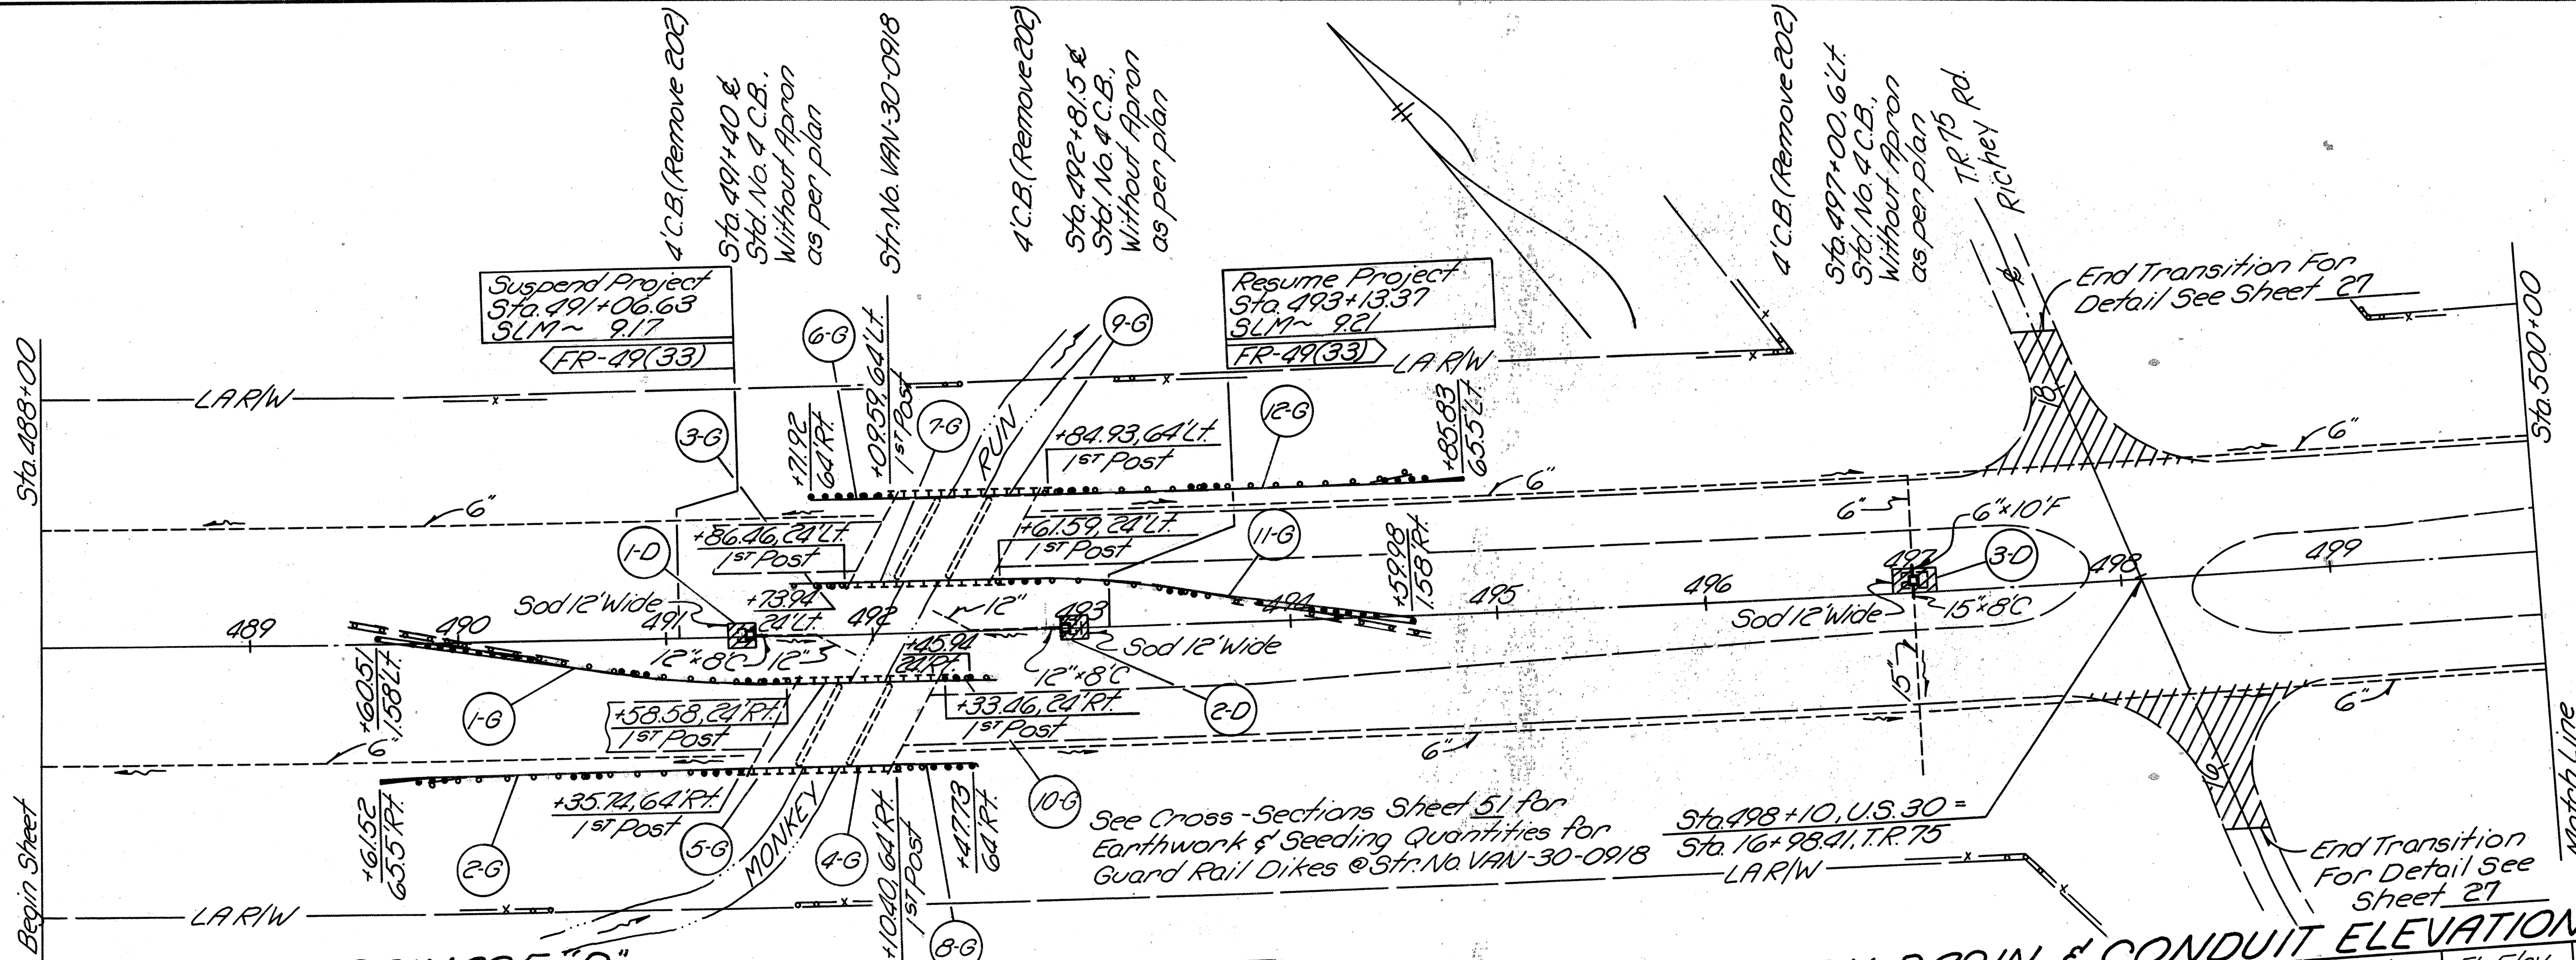 4'C.B.(Remove 202)
Sta.491+40 ℄
Std. No. 4 C.B.,
Without Apron
as per plan
Str.No. VAN-30-0918
4'C.B.(Remove 202)
Sta.492+81.5 ℄
Std. No. 4 C.B.,
Without Apron
as per plan
4'C.B.(Remove 202)
Sta.497+00, 6'Lt.
Std. No. 4 C.B.,
Without Apron
as per plan
T.R. 75
Richey Rd.
℄
Suspend Project
Sta. 491+06.63
SLM~ 9.17
FR-49(33)
Resume Project
Sta. 493+13.37
SLM~ 9.21
FR-49(33)
End Transition For
Detail See Sheet 27
Sta. 488+00
Sta. 500+00
LA R/W
LA R/W
6-G
9-G
3-G
7-G
12-G
+71.92
64'Rt.
+09.59, 64'Lt.
1ST Post
RUN
+84.93, 64'Lt.
1ST Post
+85.83
65.5'Lt.
18
6"
6"
6"
6"
6"x10'F
1-D
+86.46, 24'Lt.
1ST Post
+61.59, 24'Lt.
1ST Post
11-G
+59.98
1.58'Rt.
3-D
Sod 12' Wide
+73.94
24'Lt.
12"
489
490
491
492
493
494
495
496
497
498
499
12"x8'C
12"
+45.94
24'Rt.
Sod 12' Wide
Sod 12' Wide
15"x8'C
15"
12"x8'C
+60.51
1.58'Lt.
1-G
+58.58, 24'Rt.
1ST Post
+33.46, 24'Rt.
1ST Post
2-D
6"
6"
6"
+61.52
65.5'Rt.
2-G
+35.74, 64'Rt.
1ST Post
5-G
MONKEY
4-G
+10.40, 64'Rt.
1ST Post
+47.73
64'Rt.
10-G
8-G
16
See Cross-Sections Sheet 51 for
Earthwork & Seeding Quantities for
Guard Rail Dikes @ Str. No. VAN-30-0918
Sta 498+10, U.S. 30 =
Sta. 16+98.41, T.R. 75
LA R/W
LA R/W
End Transition
For Detail See
Sheet 27
Begin Sheet
Match Line
& CONDUIT ELEVATION